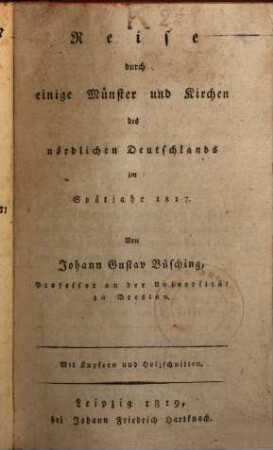 Reise
durch
einige Münster und Kirchen
des
nördlichen Deutschlands
im
Spätjahr 1817.
Von
Johann Gustav Büsching,
Professor an der Universität
zu Breslau.
Mit Kupfern und Holzschnitten.
Leipzig 1819,
bei Johann Friedrich Hartknoch.